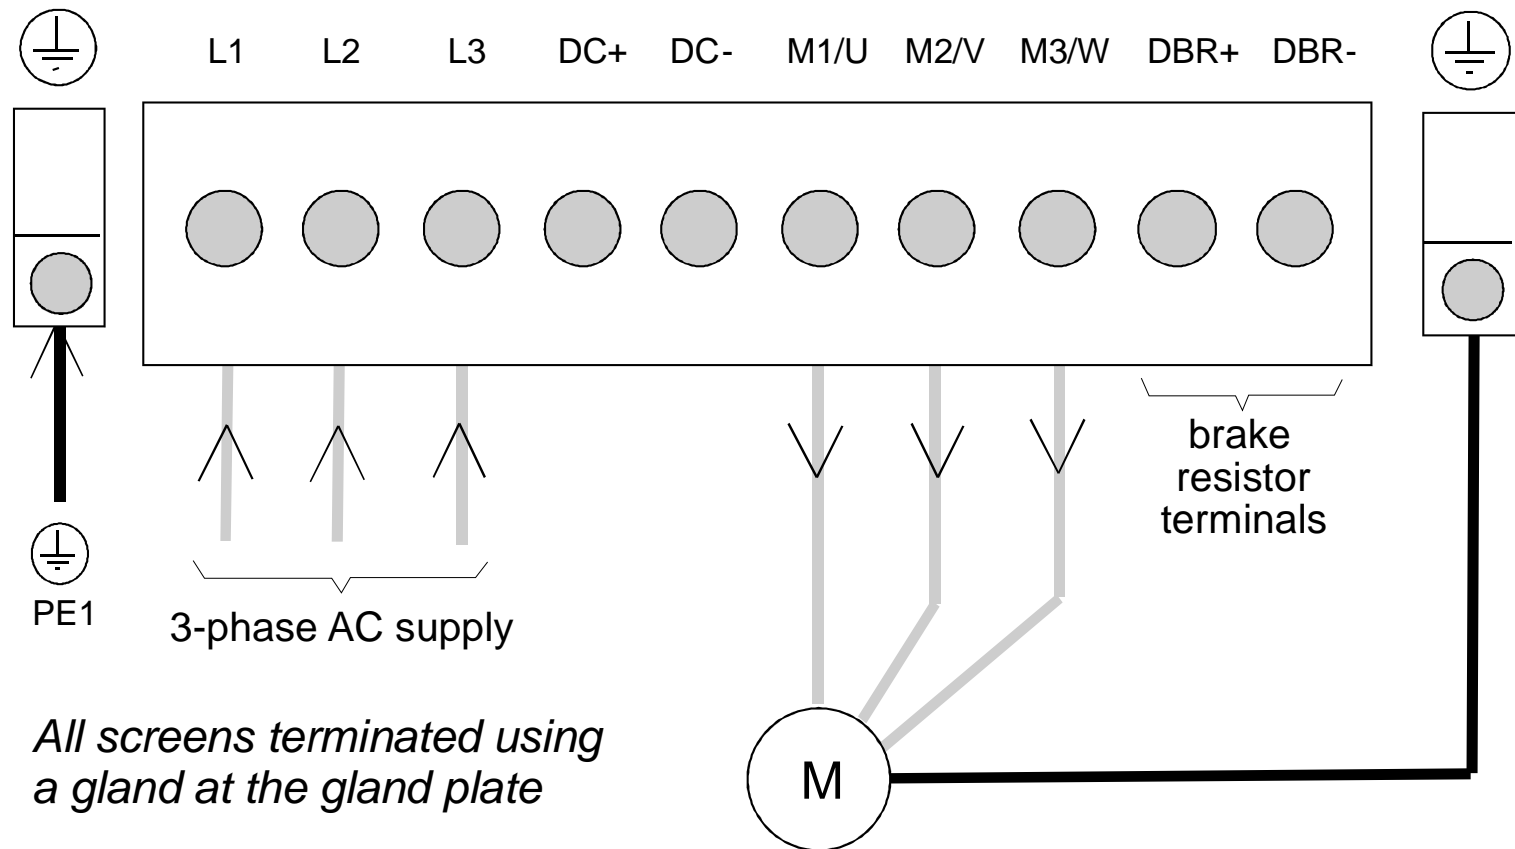 L1 L2 L3 DC+ DC- M1/U M2/V M3/W DBR+ DBR-
brake
resistor
terminals
PE1
3-phase AC supply
All screens terminated using
a gland at the gland plate
M